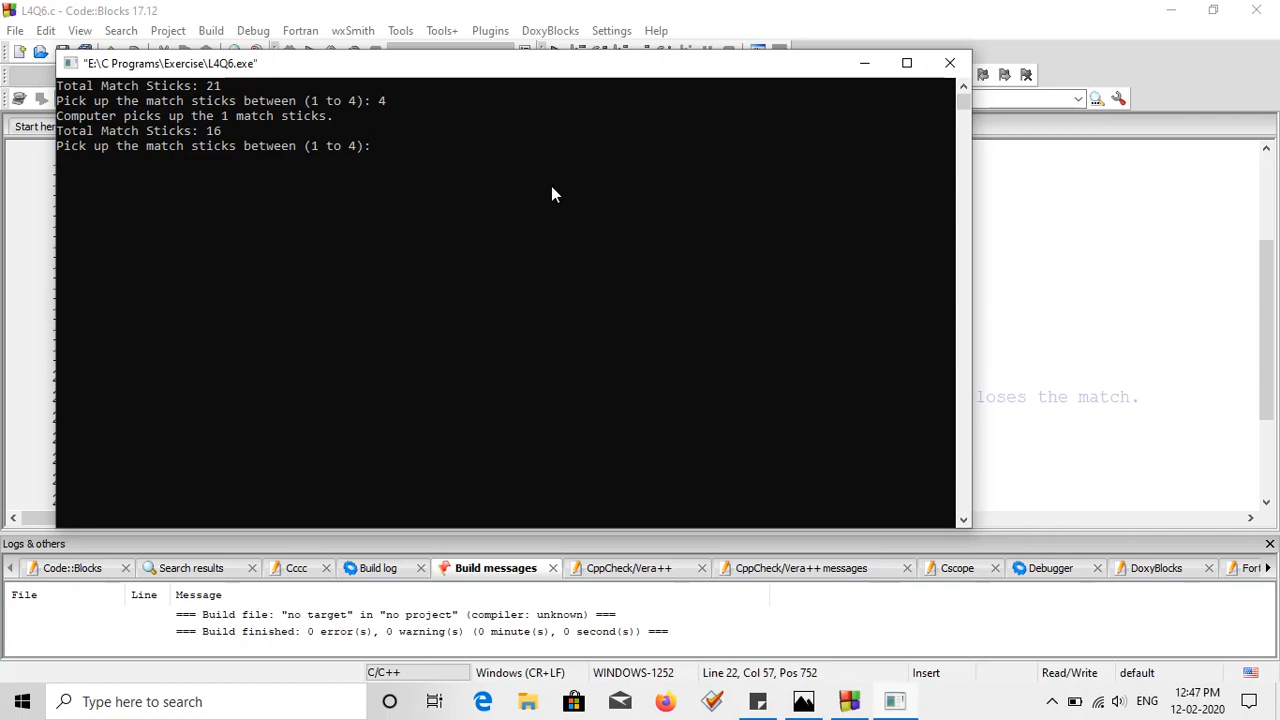 L4Q6.c - Code::Blocks 17.12
File Edit View Search Project Build Debug Fortran wxSmith Tools Tools+ Plugins DoxyBlocks Settings Help
"E:\C Programs\Exercise\L4Q6.exe"
Total Match Sticks: 21
Pick up the match sticks between (1 to 4): 4
Computer picks up the 1 match sticks.
Total Match Sticks: 16
Pick up the match sticks between (1 to 4):
Start her
loses the match.
Logs & others
Code::Blocks Search results Cccc Build log Build messages CppCheck/Vera++ CppCheck/Vera++ messages Cscope Debugger DoxyBlocks
File Line Message
=== Build file: "no target" in "no project" (compiler: unknown) ===
=== Build finished: 0 error(s), 0 warning(s) (0 minute(s), 0 second(s)) ===
C/C++ Windows (CR+LF) WINDOWS-1252 Line 22, Col 57, Pos 752 Insert Read/Write default
Type here to search
ENG
12:47 PM
12-02-2020